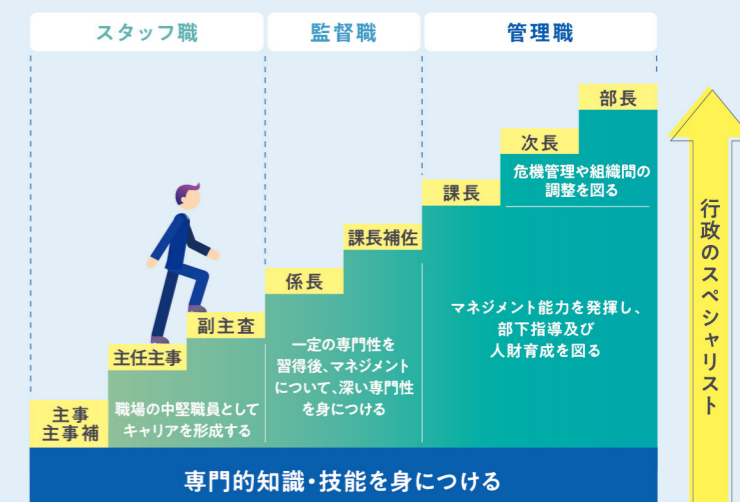 スタッフ職
監督職
管理職
部長
次長
危機管理や組織間の
調整を図る
課長
課長補佐
係長
副主査
主任主事
主事
主事補
職場の中堅職員として
キャリアを形成する
一定の専門性を
習得後、マネジメント
について、深い専門性
を身につける
マネジメント能力を発揮し、
部下指導及び
人財育成を図る
行政のスペシャリスト
専門的知識・技能を身につける